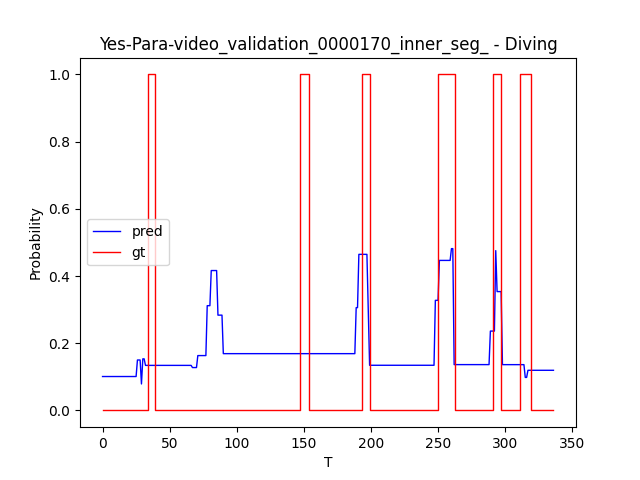 Yes-Para-video_validation_0000170_inner_seg_ - Diving
1.0
0.8
0.6
0.4
0.2
0.0
Probability
pred
gt
0 50 100 150 200 250 300 350
T